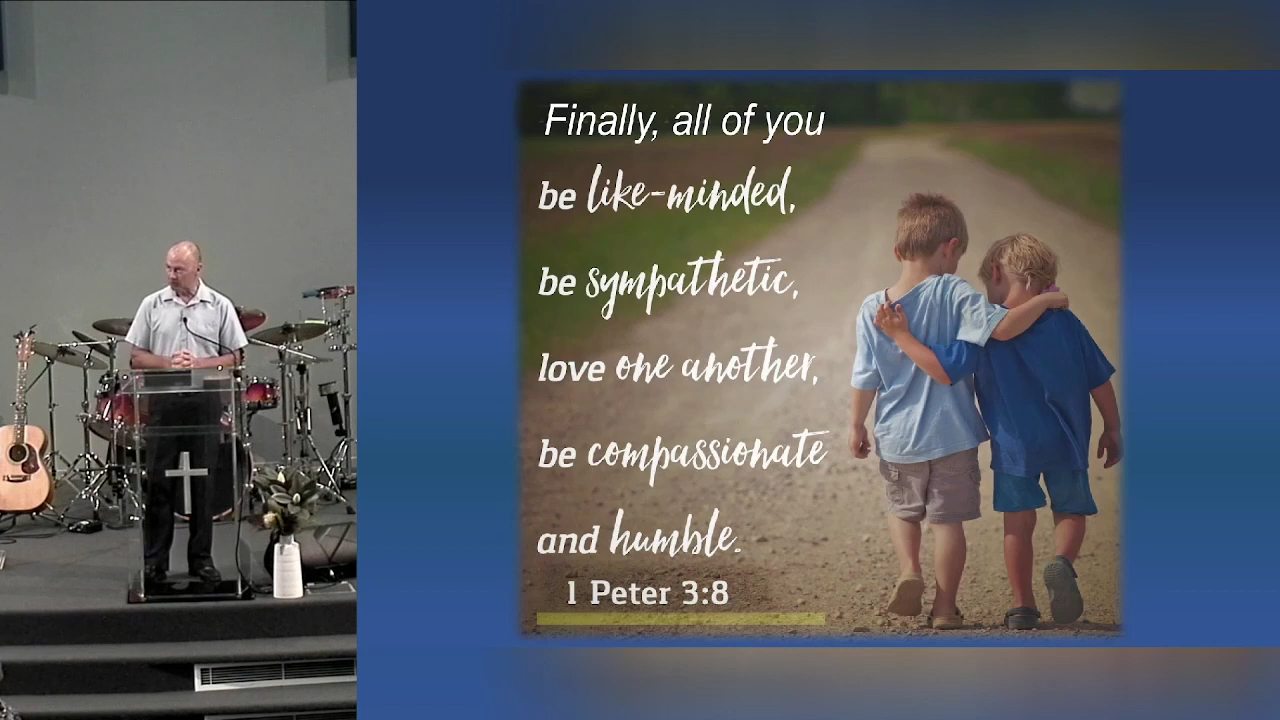 Finally, all of you
be like-minded,
be sympathetic,
love one another,
be compassionate
and humble.
1 Peter 3:8